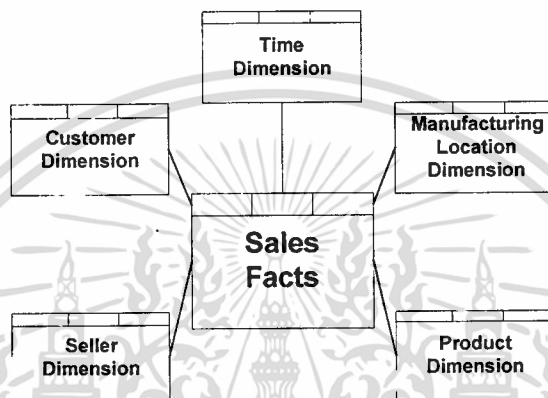 Time
Dimension
Customer
Dimension
Manufacturing
Location
Dimension
Sales
Facts
Seller
Dimension
Product
Dimension